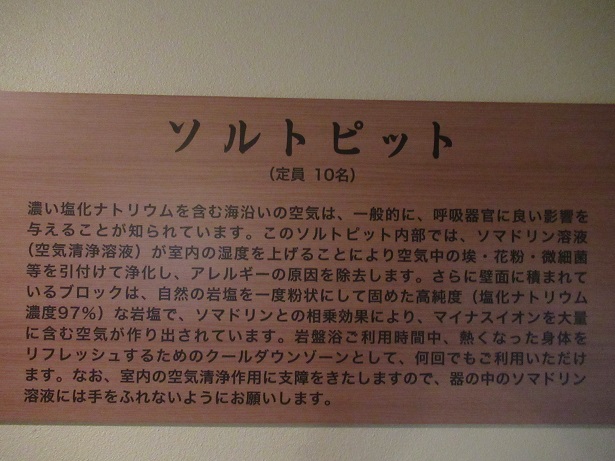 ソルトピット
(定員 10名)
濃い塩化ナトリウムを含む海沿いの空気は、一般的に、呼吸器官に良い影響を
与えることが知られています。このソルトピット内部では、ソマドリン溶液
(空気清浄溶液)が室内の湿度を上げることにより空気中の埃・花粉・微細菌
等を引付けて浄化し、アレルギーの原因を除去します。さらに壁面に積まれて
いるブロックは、自然の岩塩を一度粉状にして固めた高純度(塩化ナトリウム
濃度97%)な岩塩で、ソマドリンとの相乗効果により、マイナスイオンを大量
に含む空気が作り出されています。岩盤浴ご利用時間中、熱くなった身体を
リフレッシュするためのクールダウンゾーンとして、何回でもご利用いただけ
ます。なお、室内の空気清浄作用に支障をきたしますので、器の中のソマドリン
溶液には手をふれないようにお願いします。